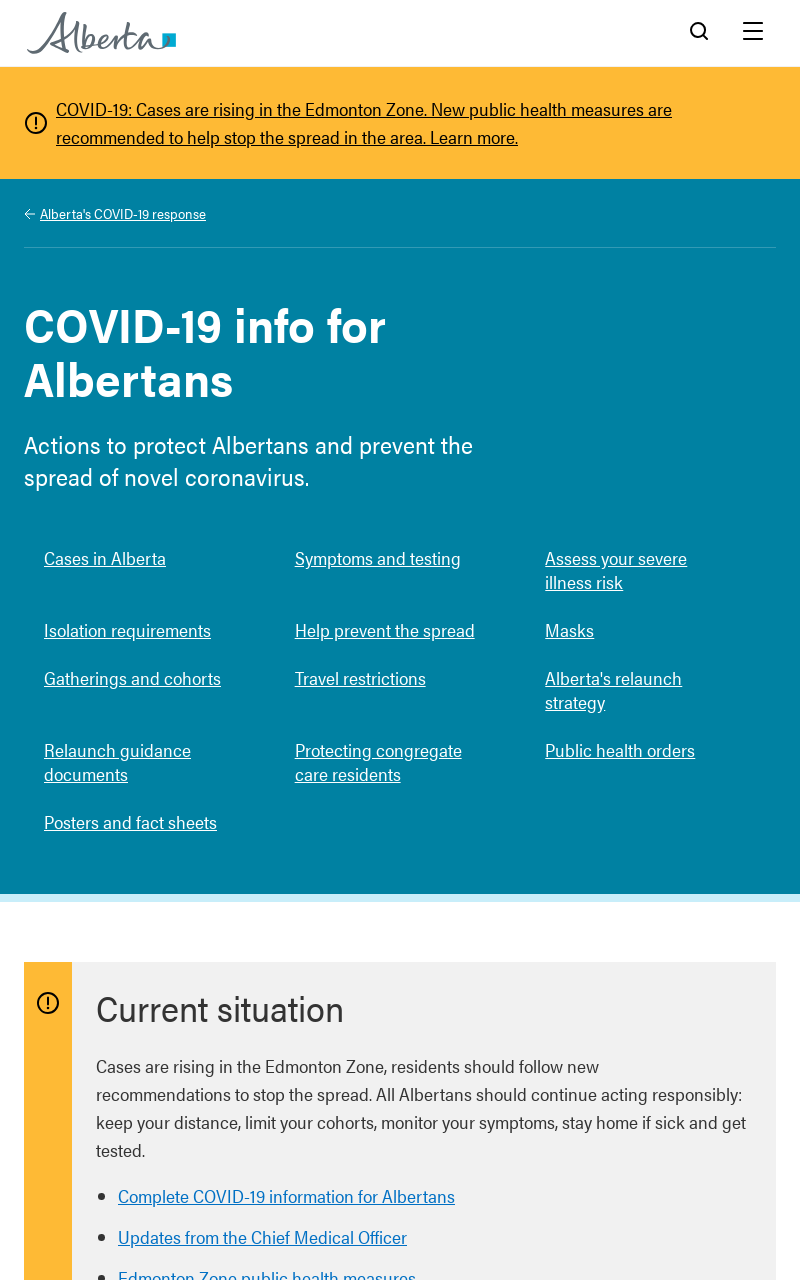 Alberta
COVID-19: Cases are rising in the Edmonton Zone. New public health measures are
recommended to help stop the spread in the area. Learn more.
Alberta's COVID-19 response
COVID-19 info for
Albertans
Actions to protect Albertans and prevent the
spread of novel coronavirus.
Cases in Alberta
Symptoms and testing
Assess your severe
illness risk
Isolation requirements
Help prevent the spread
Masks
Gatherings and cohorts
Travel restrictions
Alberta's relaunch
strategy
Relaunch guidance
documents
Protecting congregate
care residents
Public health orders
Posters and fact sheets
Current situation
Cases are rising in the Edmonton Zone, residents should follow new
recommendations to stop the spread. All Albertans should continue acting responsibly:
keep your distance, limit your cohorts, monitor your symptoms, stay home if sick and get
tested.
Complete COVID-19 information for Albertans
Updates from the Chief Medical Officer
Edmonton Zone public health measures